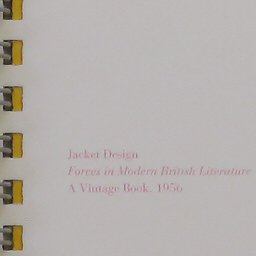 Jacket Design
Forces in Modern British Literature
A Vintage Book. 1956